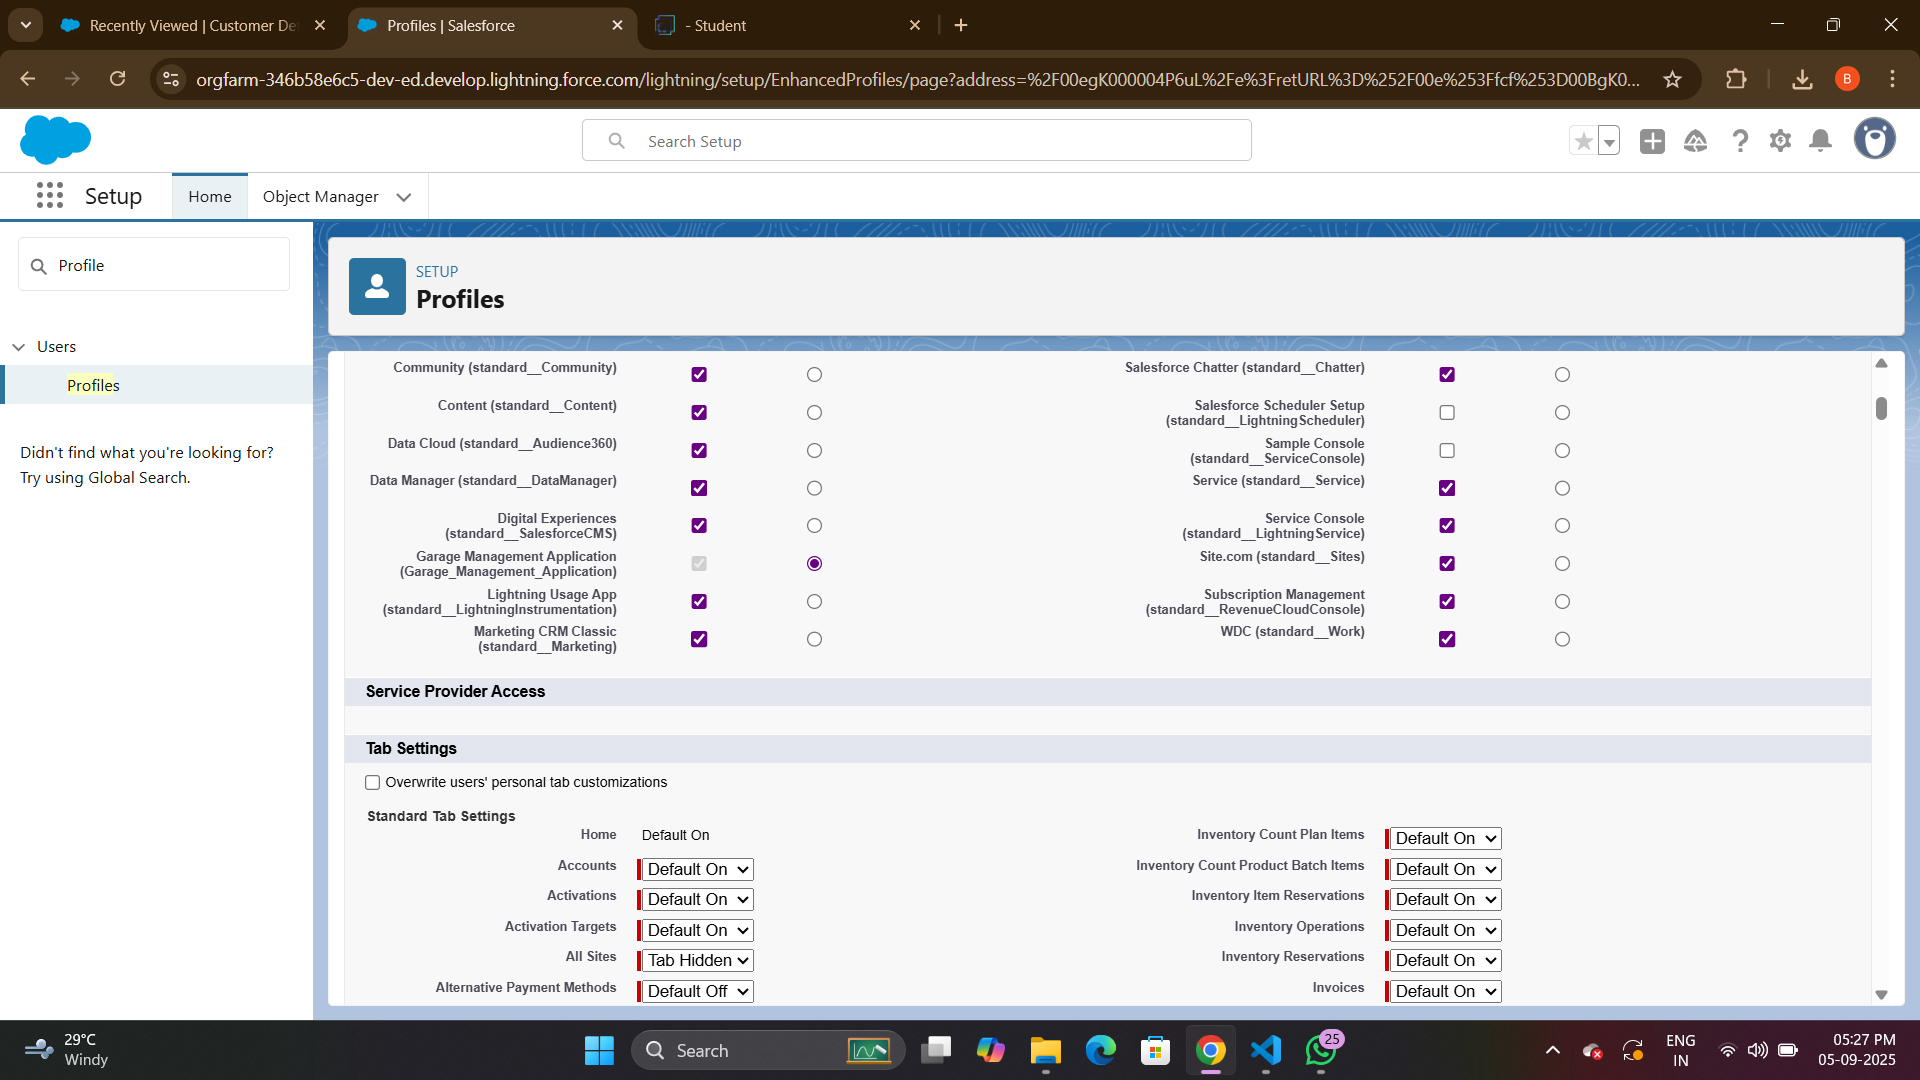 Recently Viewed | Customer De
Profiles | Salesforce
- Student
orgfarm-346b58e6c5-dev-ed.develop.lightning.force.com/lightning/setup/EnhancedProfiles/page?address=%2F00egK000004P6uL%2Fe%3FretURL%3D%252F00e%253Ffcf%253D00BgK0...
B
Search Setup
Setup
Home
Object Manager
Profile
Users
Profiles
Didn't find what you're looking for?
Try using Global Search.
SETUP
Profiles
Community (standard__Community)
Salesforce Chatter (standard__Chatter)
Content (standard__Content)
Salesforce Scheduler Setup
(standard__LightningScheduler)
Data Cloud (standard__Audience360)
Sample Console
(standard__ServiceConsole)
Data Manager (standard__DataManager)
Service (standard__Service)
Digital Experiences
(standard__SalesforceCMS)
Service Console
(standard__LightningService)
Garage Management Application
(Garage_Management_Application)
Site.com (standard__Sites)
Lightning Usage App
(standard__LightningInstrumentation)
Subscription Management
(standard__RevenueCloudConsole)
Marketing CRM Classic
(standard__Marketing)
WDC (standard__Work)
Service Provider Access
Tab Settings
Overwrite users' personal tab customizations
Standard Tab Settings
Home Default On
Inventory Count Plan Items Default On
Accounts Default On
Inventory Count Product Batch Items Default On
Activations Default On
Inventory Item Reservations Default On
Activation Targets Default On
Inventory Operations Default On
All Sites Tab Hidden
Inventory Reservations Default On
Alternative Payment Methods Default Off
Invoices Default On
29°C
Windy
Search
25
ENG
IN
05:27 PM
05-09-2025